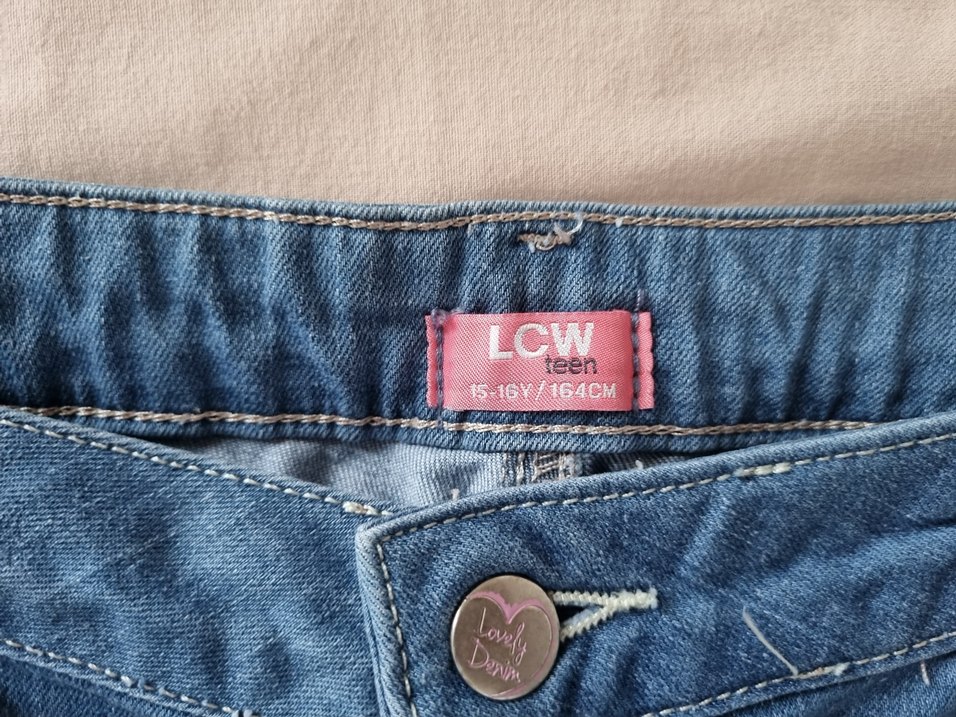 LCW
teen
15-16Y/164CM
Lovely
Denim